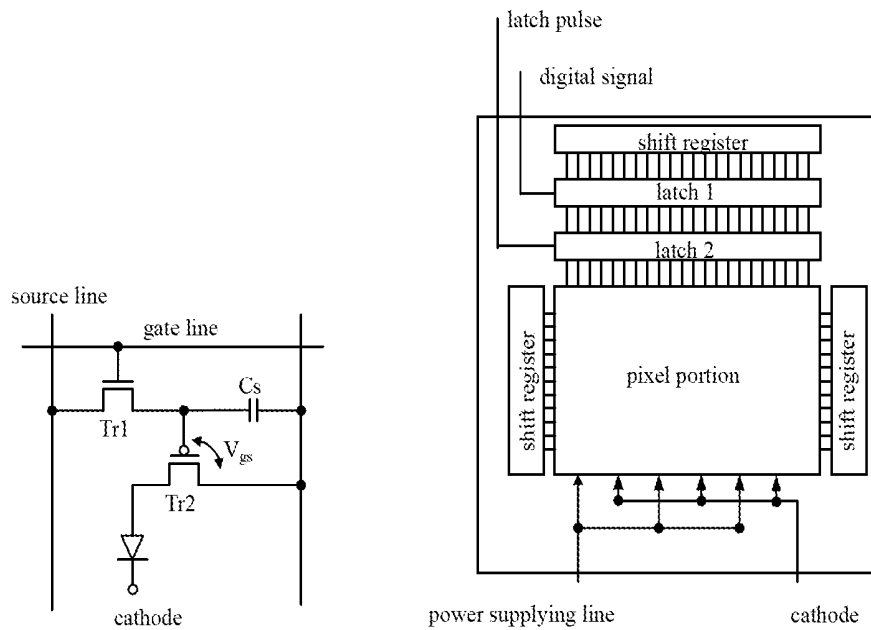 source line
gate line
Cs
Tr1
Vgs
Tr2
cathode
latch pulse
digital signal
shift register
latch 1
latch 2
shift register
pixel portion
shift register
power supplying line
cathode